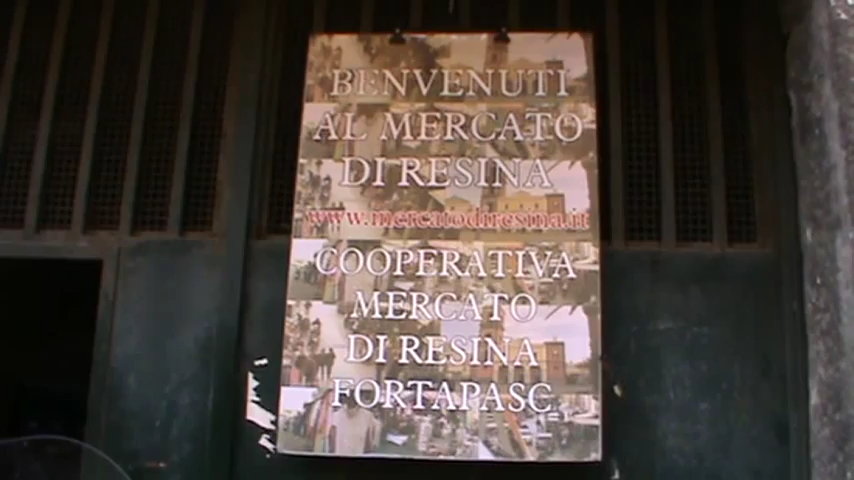 BENVENUTI
AL MERCATO
DI RESINA
www.mercatodiresina.it
COOPERATIVA
MERCATO
DI RESINA
FORTAPASC